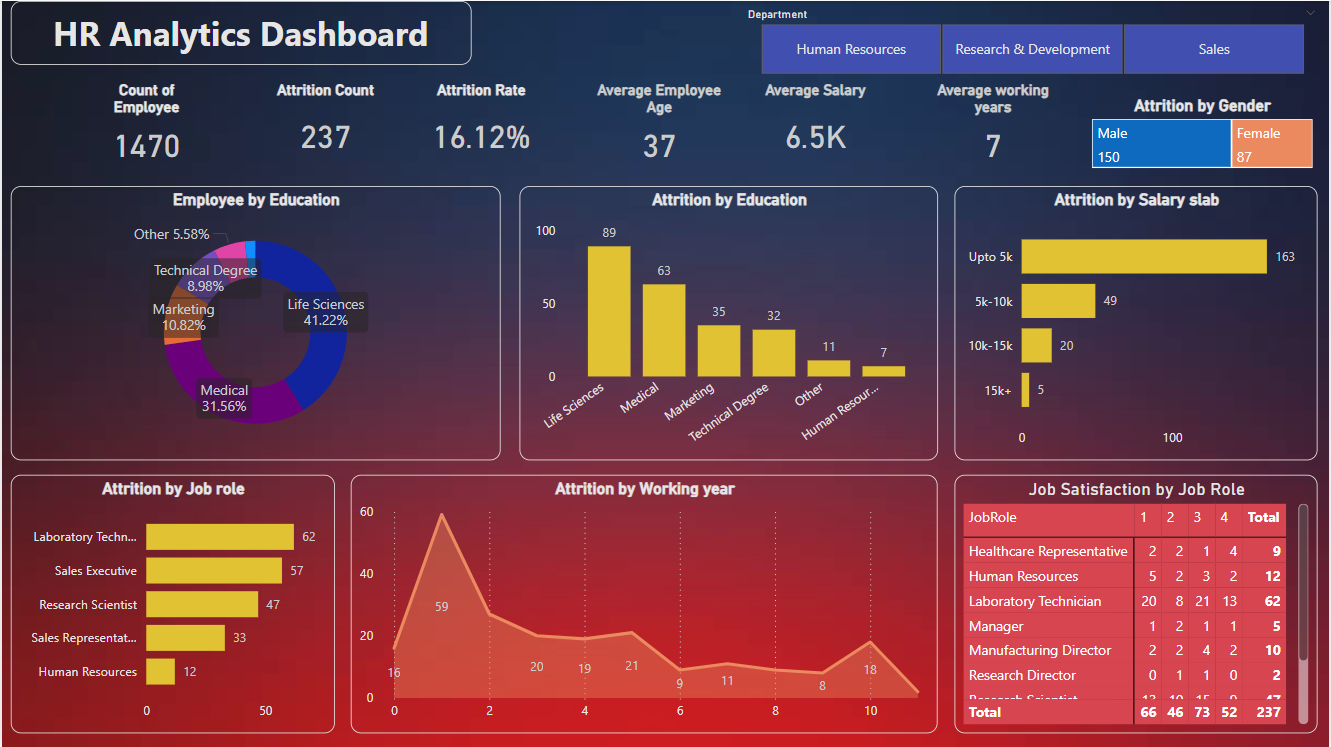 HR Analytics Dashboard
Department
Human Resources
Research & Development
Sales
Count of
Employee
1470
Attrition Count
237
Attrition Rate
16.12%
Average Employee
Age
37
Average Salary
6.5K
Average working
years
7
Attrition by Gender
Male
150
Female
87
Employee by Education
Other 5.58%
Technical Degree
8.98%
Marketing
10.82%
Life Sciences
41.22%
Medical
31.56%
Attrition by Education
100
50
0
89
63
35
32
11
7
Life Sciences
Medical
Marketing
Technical Degree
Other
Human Resour...
Attrition by Salary slab
Upto 5k 163
5k-10k 49
10k-15k 20
15k+ 5
0 100
Attrition by Job role
Laboratory Techn... 62
Sales Executive 57
Research Scientist 47
Sales Representat... 33
Human Resources 12
0 50
Attrition by Working year
60
40
20
0
16
59
20
19
21
9
11
8
18
0 2 4 6 8 10
Job Satisfaction by Job Role
JobRole 1 2 3 4 Total
Healthcare Representative 2 2 1 4 9
Human Resources 5 2 3 2 12
Laboratory Technician 20 8 21 13 62
Manager 1 2 1 1 5
Manufacturing Director 2 2 4 2 10
Research Director 0 1 1 0 2
Research Scientist 13 10 15 9 47
Total 66 46 73 52 237